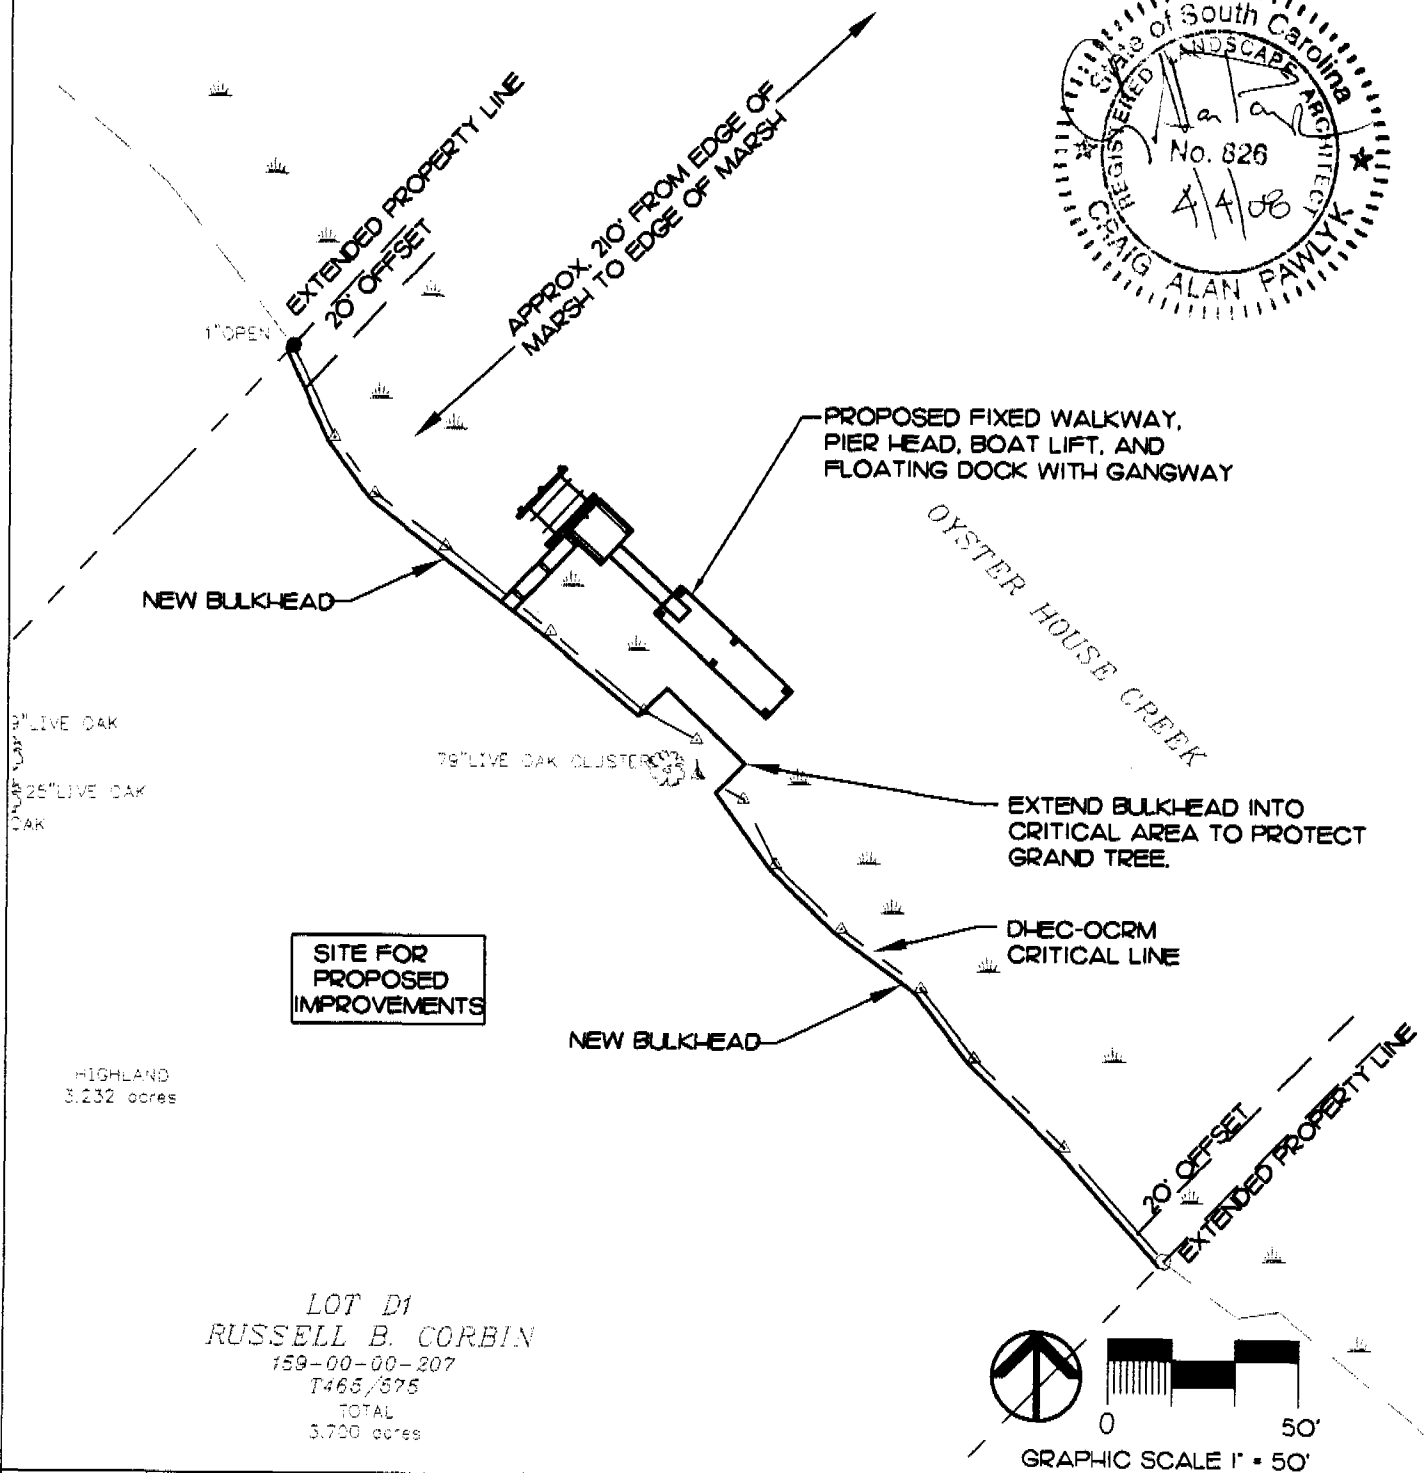 State of South Carolina
REGISTERED LANDSCAPE ARCHITECT
No. 826
4/4/08
CRAIG ALAN PAWLYK
EXTENDED PROPERTY LINE
20' OFFSET
APPROX. 210' FROM EDGE OF
MARSH TO EDGE OF MARSH
1"OPEN
PROPOSED FIXED WALKWAY,
PIER HEAD, BOAT LIFT, AND
FLOATING DOCK WITH GANGWAY
OYSTER HOUSE CREEK
NEW BULKHEAD
9"LIVE OAK
79"LIVE OAK CLUSTER
25"LIVE OAK
OAK
EXTEND BULKHEAD INTO
CRITICAL AREA TO PROTECT
GRAND TREE.
DHEC-OCRM
CRITICAL LINE
SITE FOR
PROPOSED
IMPROVEMENTS
NEW BULKHEAD
HIGHLAND
3.232 acres
20' OFFSET
EXTENDED PROPERTY LINE
LOT D1
RUSSELL B. CORBIN
159-00-00-207
T465/575
TOTAL
3.700 acres
0 50'
GRAPHIC SCALE 1" = 50'